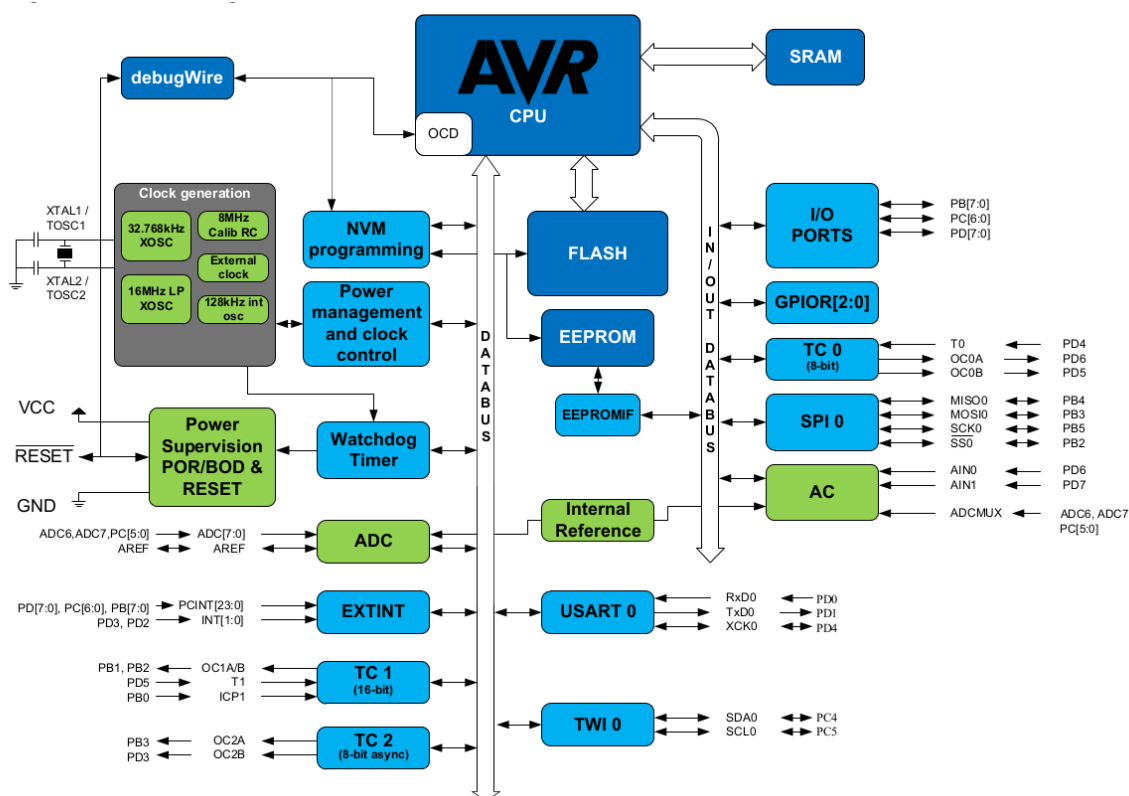 AVR
CPU
OCD
SRAM
debugWire
Clock generation
32.768kHz
XOSC
8MHz
Calib RC
External
clock
16MHz LP
XOSC
128kHz int
osc
XTAL1 /
TOSC1
XTAL2 /
TOSC2
NVM
programming
Power
management
and clock
control
FLASH
EEPROM
EEPROMIF
DATABUS
IN/OUT DATABUS
I/O
PORTS
PB[7:0]
PC[6:0]
PD[7:0]
GPIOR[2:0]
TC 0
(8-bit)
T0 PD4
OC0A PD6
OC0B PD5
SPI 0
MISO0 PB4
MOSI0 PB3
SCK0 PB5
SS0 PB2
AC
AIN0 PD6
AIN1 PD7
ADCMUX ADC6, ADC7
PC[5:0]
VCC
RESET
GND
Power
Supervision
POR/BOD &
RESET
Watchdog
Timer
Internal
Reference
ADC6,ADC7,PC[5:0] ADC[7:0]
AREF AREF
ADC
PD[7:0], PC[6:0], PB[7:0] PCINT[23:0]
PD3, PD2 INT[1:0]
EXTINT
USART 0
RxD0 PD0
TxD0 PD1
XCK0 PD4
PB1, PB2 OC1A/B
PD5 T1
PB0 ICP1
TC 1
(16-bit)
TWI 0
SDA0 PC4
SCL0 PC5
PB3 OC2A
PD3 OC2B
TC 2
(8-bit async)